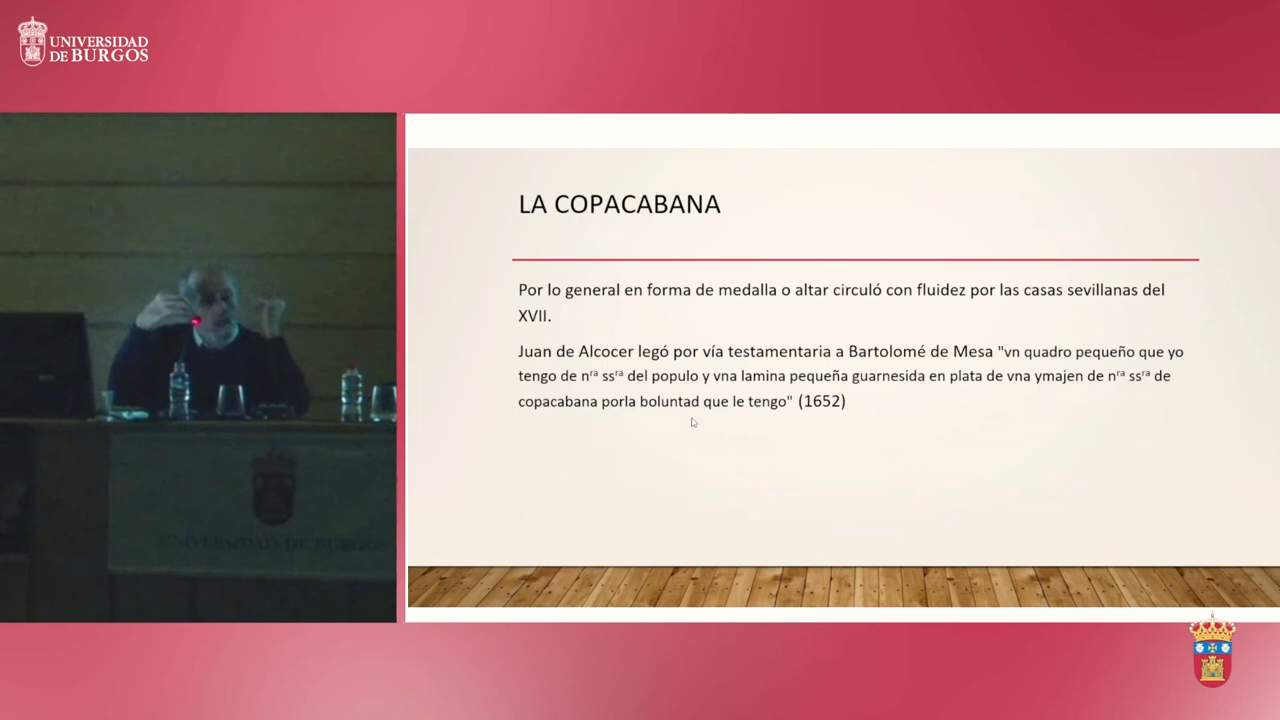 UNIVERSIDAD
DE BURGOS
LA COPACABANA
Por lo general en forma de medalla o altar circuló con fluidez por las casas sevillanas del
XVII.
Juan de Alcocer legó por vía testamentaria a Bartolomé de Mesa "vn quadro pequeño que yo
tengo de nʳᵃ ssʳᵃ del populo y vna lamina pequeña guarnesida en plata de vna ymajen de nʳᵃ ssʳᵃ de
copacabana porla boluntad que le tengo" (1652)
UNIVERSIDAD DE BURGOS